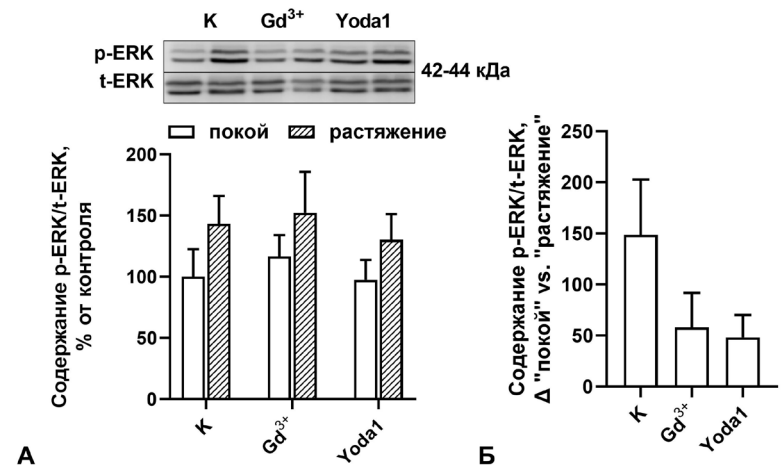 K Gd³⁺ Yoda1
p-ERK
t-ERK
42-44 кДа
покой растяжение
Содержание p-ERK/t-ERK,
% от контроля
200
150
100
50
0
K Gd³⁺ Yoda1
А
Содержание p-ERK/t-ERK,
Δ "покой" vs. "растяжение"
250
200
150
100
50
0
K Gd³⁺ Yoda1
Б